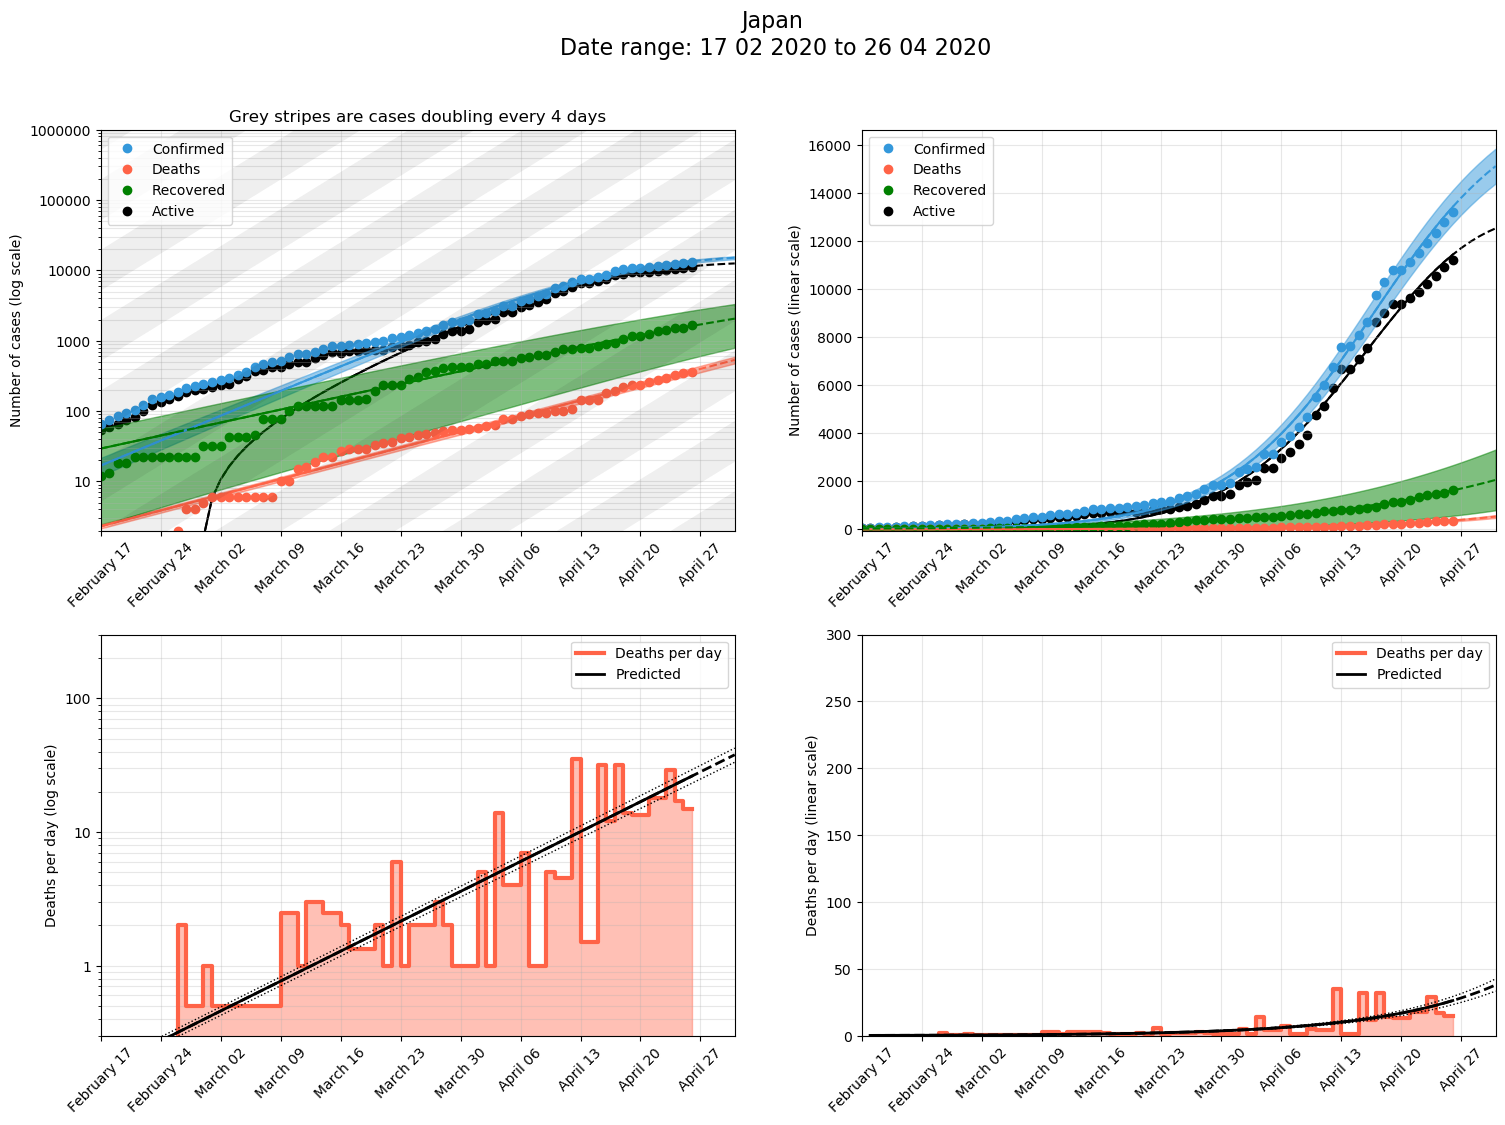 Japan
Date range: 17 02 2020 to 26 04 2020
Grey stripes are cases doubling every 4 days
Number of cases (log scale)
1000000
100000
10000
1000
100
10
Confirmed
Deaths
Recovered
Active
February 17
February 24
March 02
March 09
March 16
March 23
March 30
April 06
April 13
April 20
April 27
Number of cases (linear scale)
16000
14000
12000
10000
8000
6000
4000
2000
0
Confirmed
Deaths
Recovered
Active
February 17
February 24
March 02
March 09
March 16
March 23
March 30
April 06
April 13
April 20
April 27
Deaths per day (log scale)
100
10
1
Deaths per day
Predicted
February 17
February 24
March 02
March 09
March 16
March 23
March 30
April 06
April 13
April 20
April 27
Deaths per day (linear scale)
300
250
200
150
100
50
0
Deaths per day
Predicted
February 17
February 24
March 02
March 09
March 16
March 23
March 30
April 06
April 13
April 20
April 27